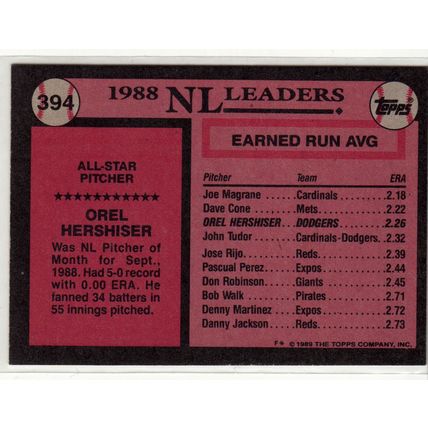 394
1988 NL LEADERS
Topps
ALL-STAR
PITCHER
★★★★★★★★★★★
OREL
HERSHISER
Was NL Pitcher of
Month for Sept.,
1988. Had 5-0 record
with 0.00 ERA. He
fanned 34 batters in
55 innings pitched.
EARNED RUN AVG
Pitcher Team ERA
Joe Magrane ...... Cardinals ........ 2.18
Dave Cone ...... Mets ........ 2.22
OREL HERSHISER ..... DODGERS ........ 2.26
John Tudor ...... Cardinals-Dodgers. 2.32
Jose Rijo ...... Reds ........ 2.39
Pascual Perez ...... Expos ........ 2.44
Don Robinson ...... Giants ........ 2.45
Bob Walk ...... Pirates ........ 2.71
Denny Martinez ...... Expos ........ 2.72
Danny Jackson ...... Reds ........ 2.73
F* © 1989 THE TOPPS COMPANY, INC.